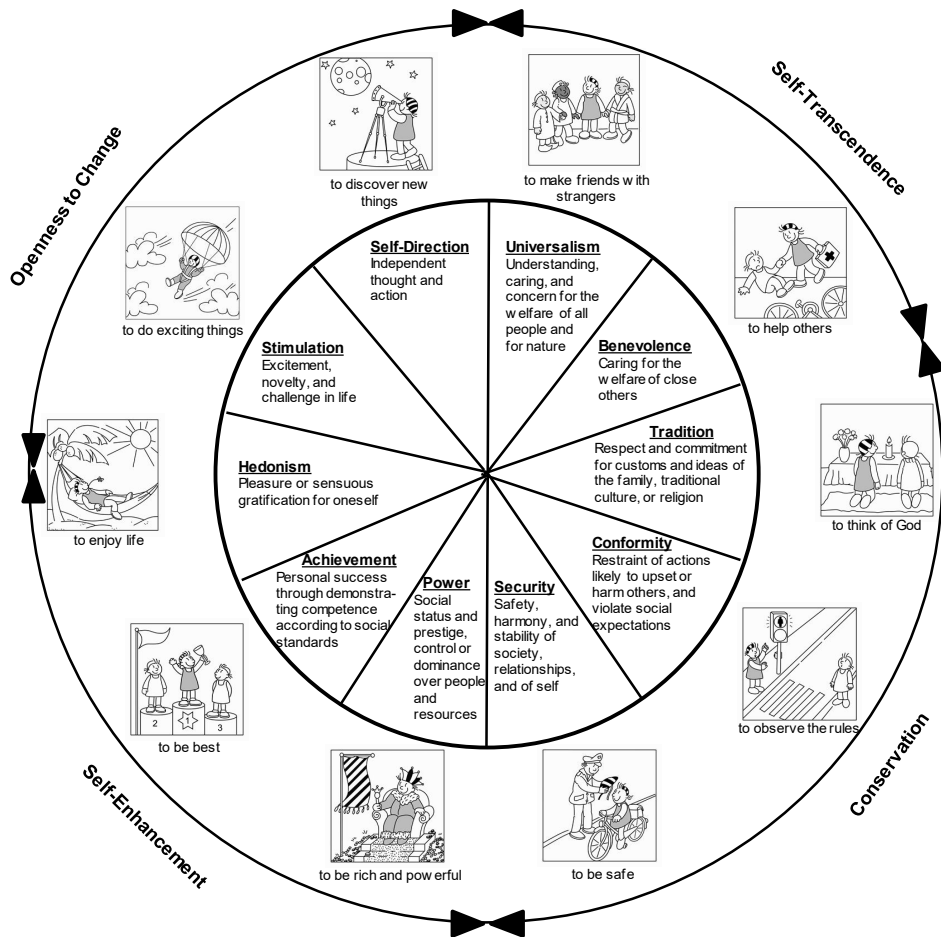 Openness to Change
Self-Transcendence
to discover new
things
to make friends with
strangers
to do exciting things
to help others
Self-Direction
Independent
thought and
action
Universalism
Understanding,
caring, and
concern for the
welfare of all
people and
for nature
Stimulation
Excitement,
novelty, and
challenge in life
Benevolence
Caring for the
welfare of close
others
Hedonism
Pleasure or sensuous
gratification for oneself
Tradition
Respect and commitment
for customs and ideas of
the family, traditional
culture, or religion
to enjoy life
to think of God
Achievement
Personal success
through demonstra-
ting competence
according to social
standards
Power
Social
status and
prestige,
control or
dominance
over people
and
resources
Security
Safety,
harmony, and
stability of
society,
relationships,
and of self
Conformity
Restraint of actions
likely to upset or
harm others, and
violate social
expectations
2
1
3
to be best
to observe the rules
to be rich and powerful
to be safe
Self-Enhancement
Conservation